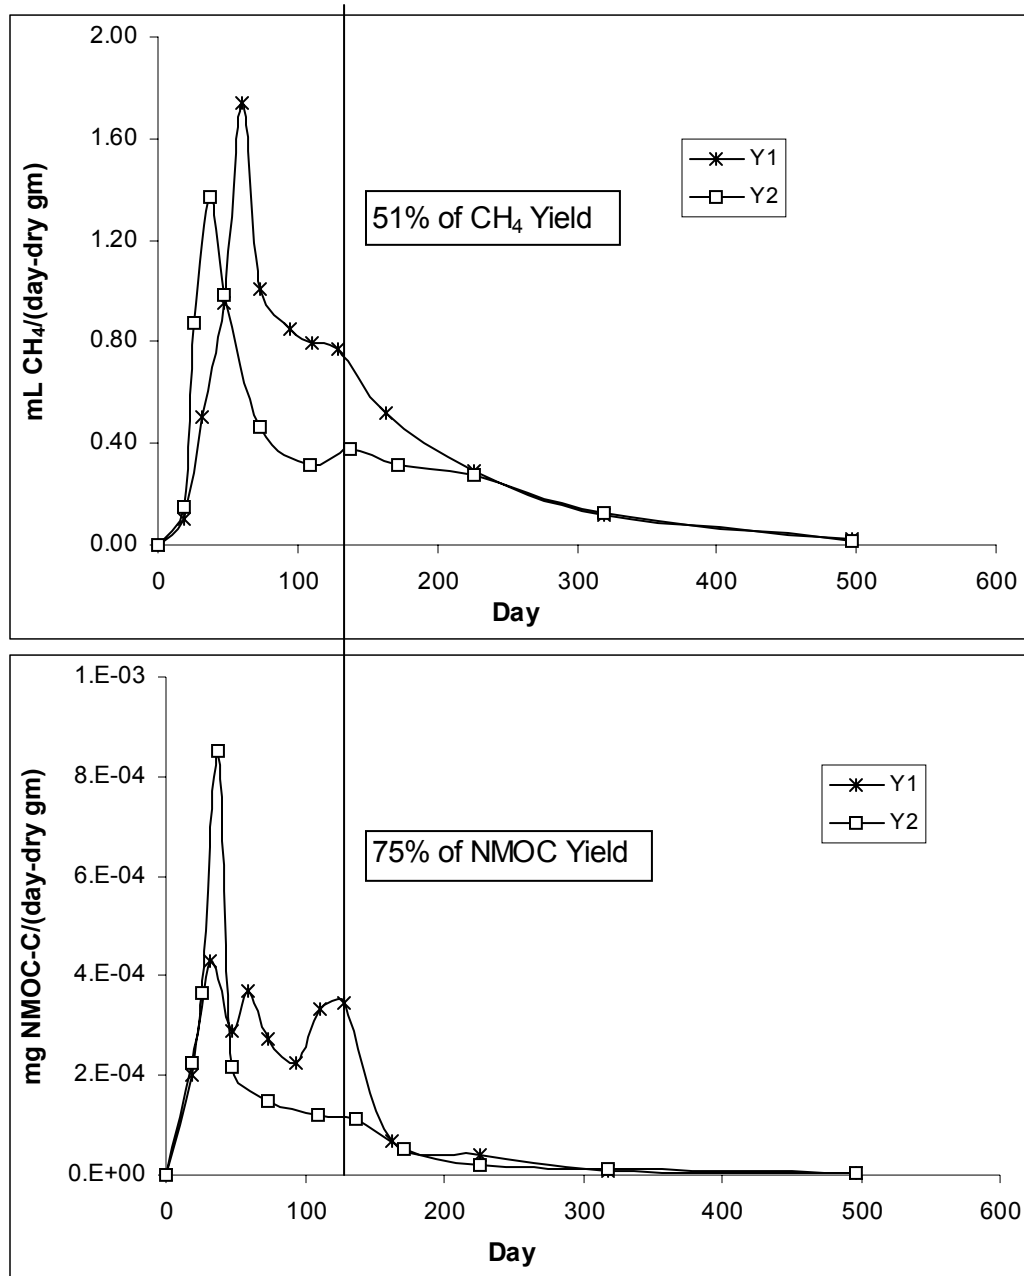 2.00
1.60
1.20
0.80
0.40
0.00
mL CH₄/(day-dry gm)
Y1
Y2
51% of CH₄ Yield
0 100 200 300 400 500 600
Day
1.E-03
8.E-04
6.E-04
4.E-04
2.E-04
0.E+00
mg NMOC-C/(day-dry gm)
Y1
Y2
75% of NMOC Yield
0 100 200 300 400 500 600
Day